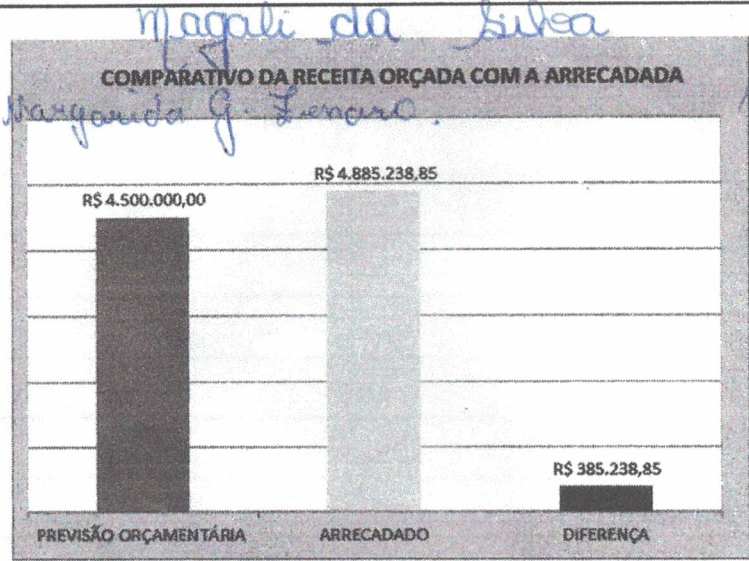 Magali da Silva
COMPARATIVO DA RECEITA ORÇADA COM A ARRECADADA
Margarida G. Zenaro.
R$ 4.500.000,00
R$ 4.885.238,85
R$ 385.238,85
PREVISÃO ORÇAMENTÁRIA
ARRECADADO
DIFERENÇA